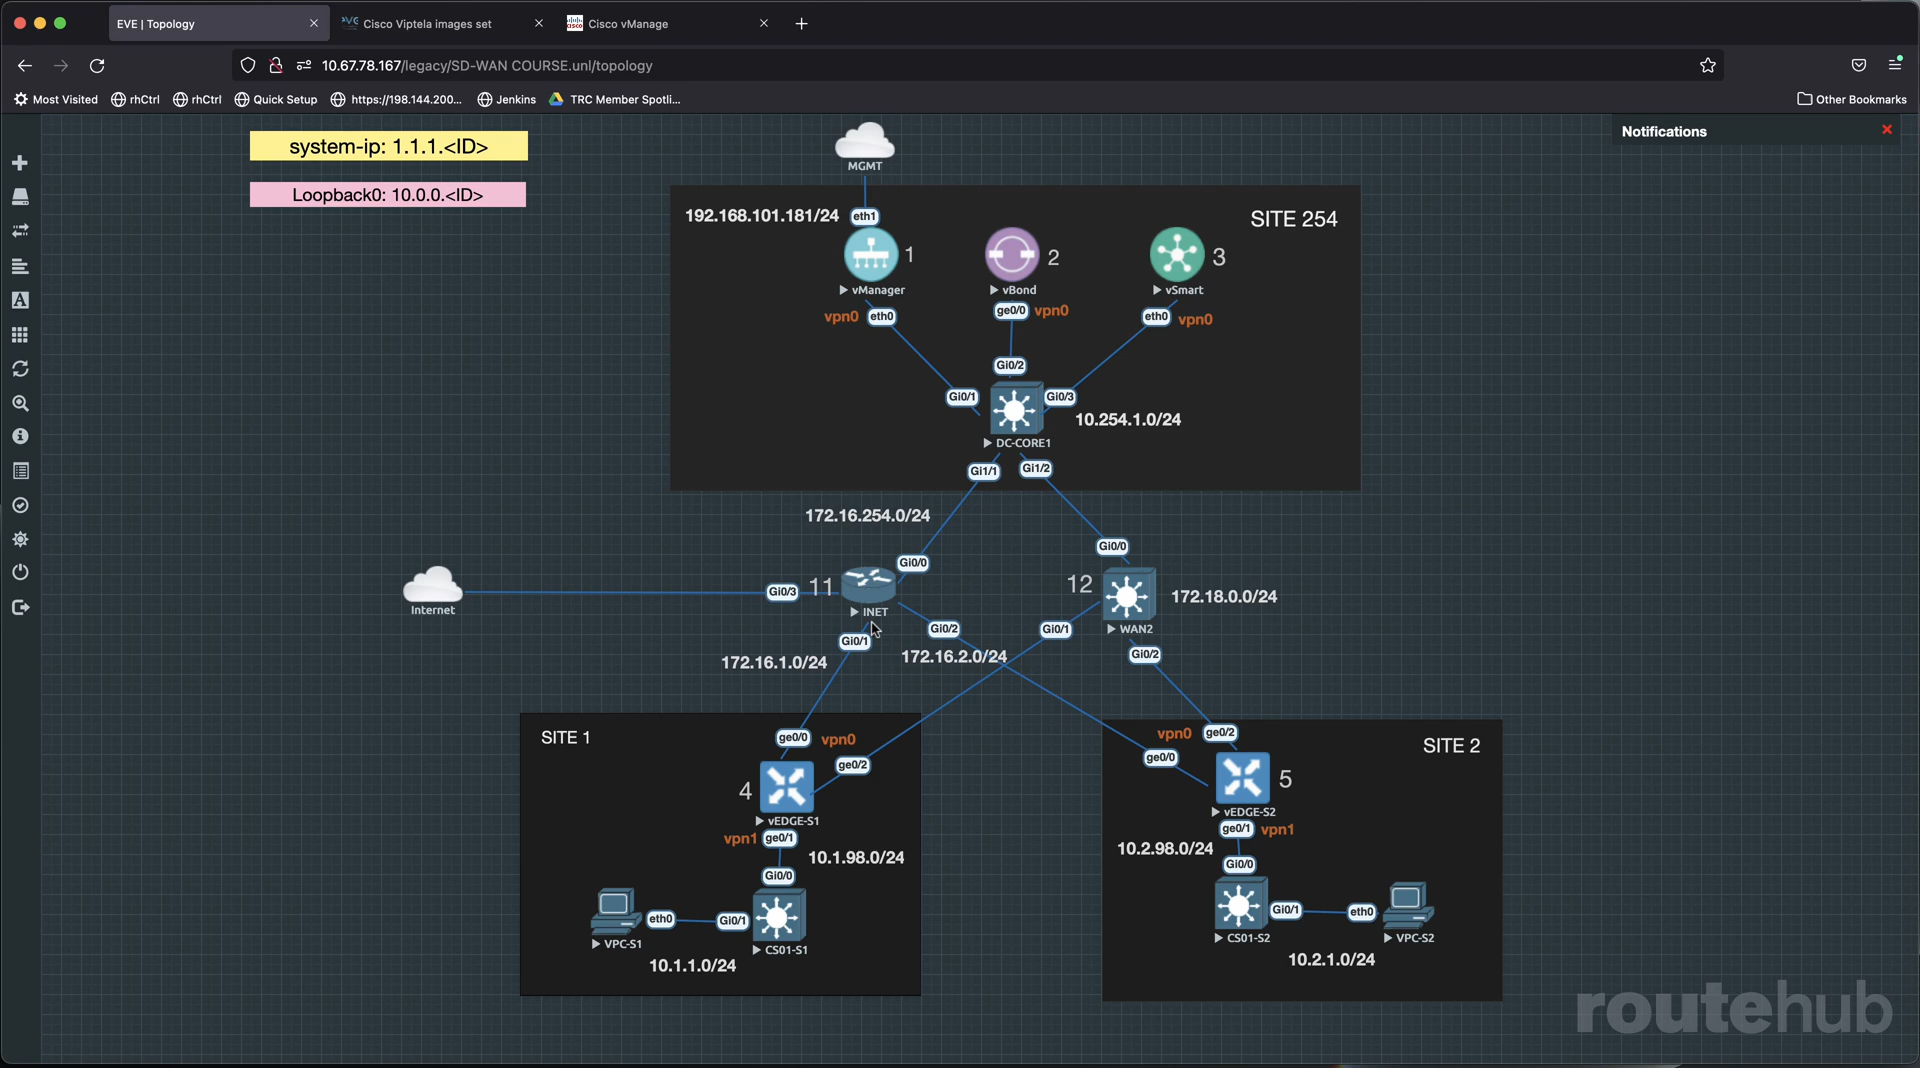 EVE | Topology
Cisco Viptela images set
Cisco vManage
10.67.78.167/legacy/SD-WAN COURSE.unl/topology
Most Visited
rhCtrl
rhCtrl
Quick Setup
https://198.144.200...
Jenkins
TRC Member Spotli...
Other Bookmarks
Notifications
system-ip: 1.1.1.<ID>
Loopback0: 10.0.0.<ID>
MGMT
192.168.101.181/24
eth1
SITE 254
1
2
3
vManager
vBond
vSmart
vpn0
eth0
ge0/0
vpn0
eth0
vpn0
Gi0/2
Gi0/1
Gi0/3
10.254.1.0/24
DC-CORE1
Gi1/1
Gi1/2
172.16.254.0/24
Gi0/0
Gi0/0
Internet
Gi0/3
11
INET
12
172.18.0.0/24
WAN2
Gi0/1
Gi0/2
Gi0/1
Gi0/2
172.16.1.0/24
172.16.2.0/24
SITE 1
ge0/0
vpn0
ge0/2
4
vEDGE-S1
vpn1
ge0/1
10.1.98.0/24
Gi0/0
eth0
Gi0/1
VPC-S1
CS01-S1
10.1.1.0/24
vpn0
ge0/2
SITE 2
ge0/0
5
vEDGE-S2
ge0/1
vpn1
10.2.98.0/24
Gi0/0
Gi0/1
eth0
CS01-S2
VPC-S2
10.2.1.0/24
routehub